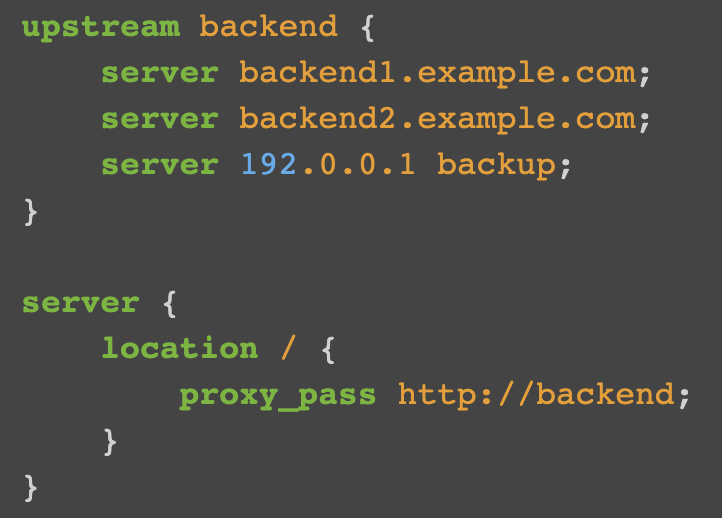 upstream backend {
    server backend1.example.com;
    server backend2.example.com;
    server 192.0.0.1 backup;
}

server {
    location / {
        proxy_pass http://backend;
    }
}